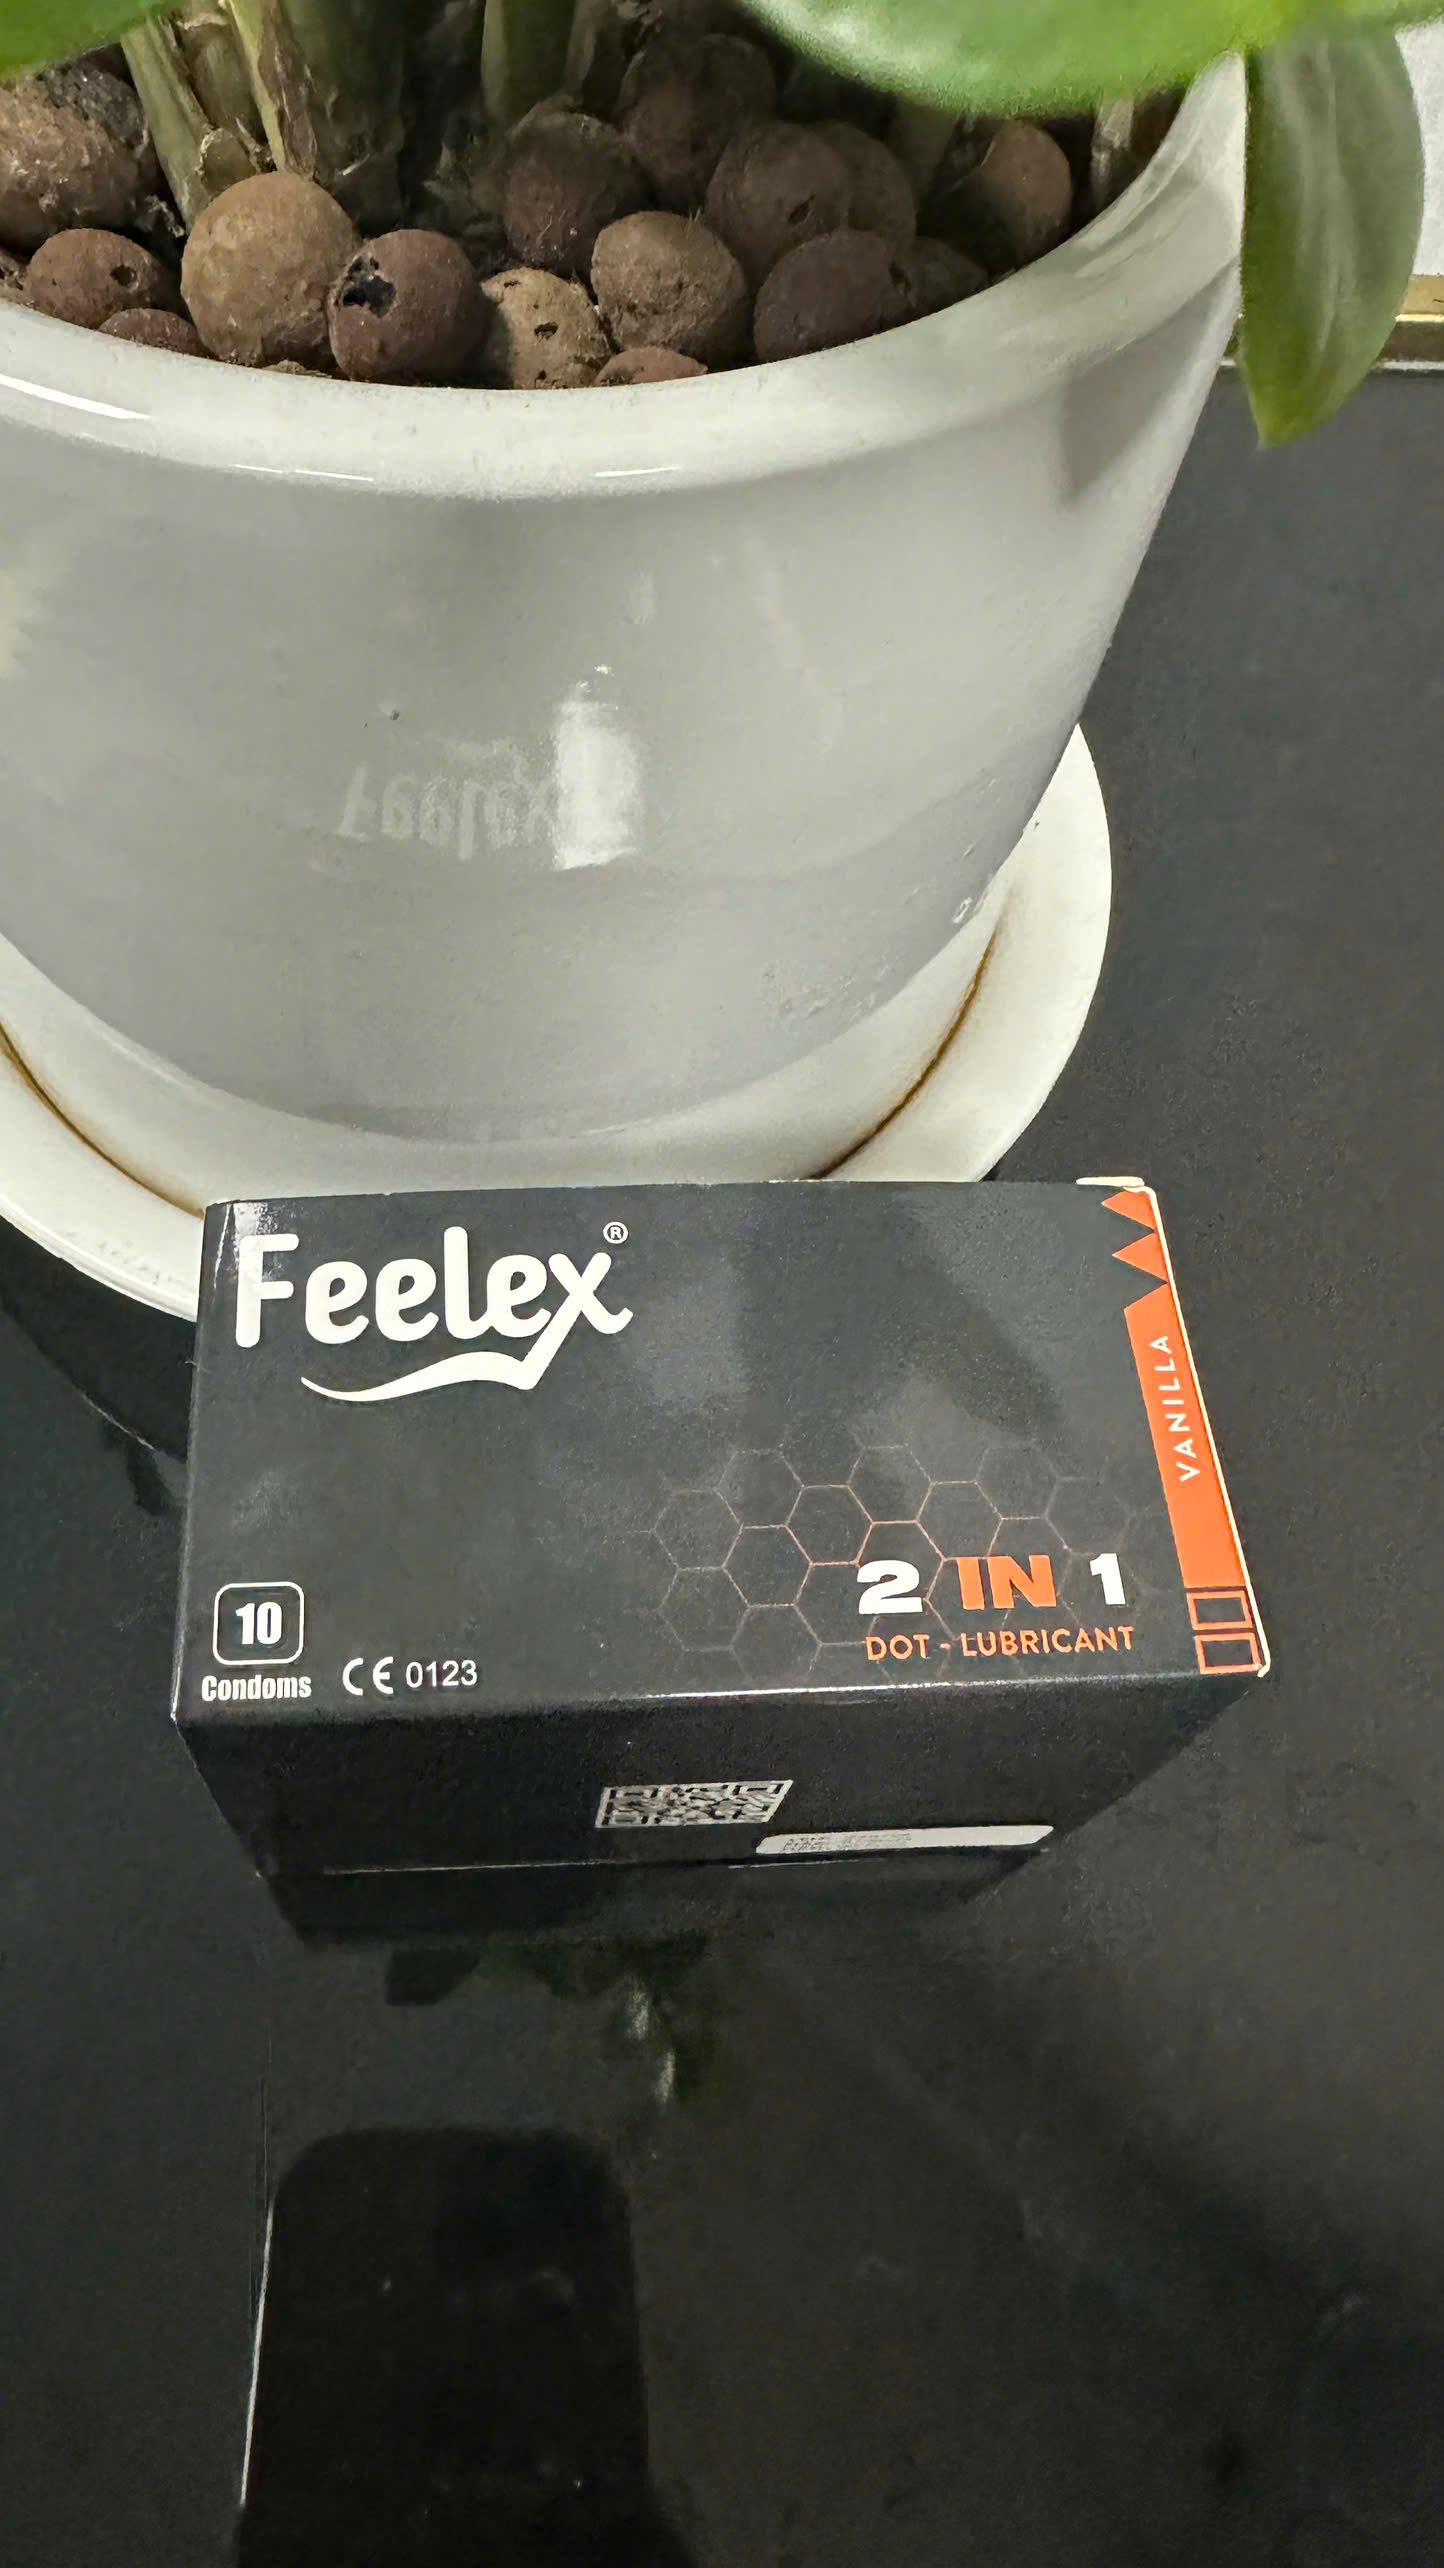 Feelex®
VANILLA
2 IN 1
DOT - LUBRICANT
10
Condoms
CE 0123